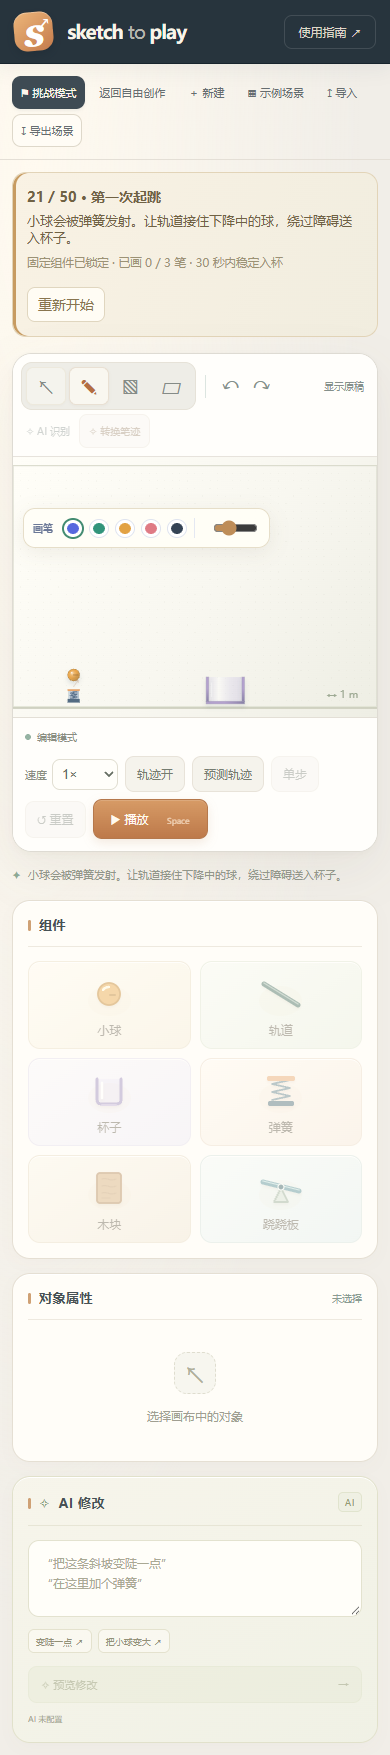 sketch to play
使用指南 ↗
挑战模式
返回自由创作
+ 新建
示例场景
导入
导出场景
21 / 50 • 第一次起跳
小球会被弹簧发射。让轨道接住下降中的球，绕过障碍送
入杯子。
固定组件已锁定 · 已画 0 / 3 笔 · 30 秒内稳定入杯
重新开始
显示原稿
✧ AI 识别
✧ 转换笔迹
画笔
↔ 1 m
编辑模式
速度
1×
轨迹开
预测轨迹
单步
↺ 重置
▶ 播放
Space
✦ 小球会被弹簧发射。让轨道接住下降中的球，绕过障碍送入杯子。
组件
小球
轨道
杯子
弹簧
木块
跷跷板
对象属性
未选择
选择画布中的对象
✧ AI 修改
AI
“把这条斜坡变陡一点”
“在这里加个弹簧”
变陡一点 ↗
把小球变大 ↗
✧ 预览修改 →
AI 未配置